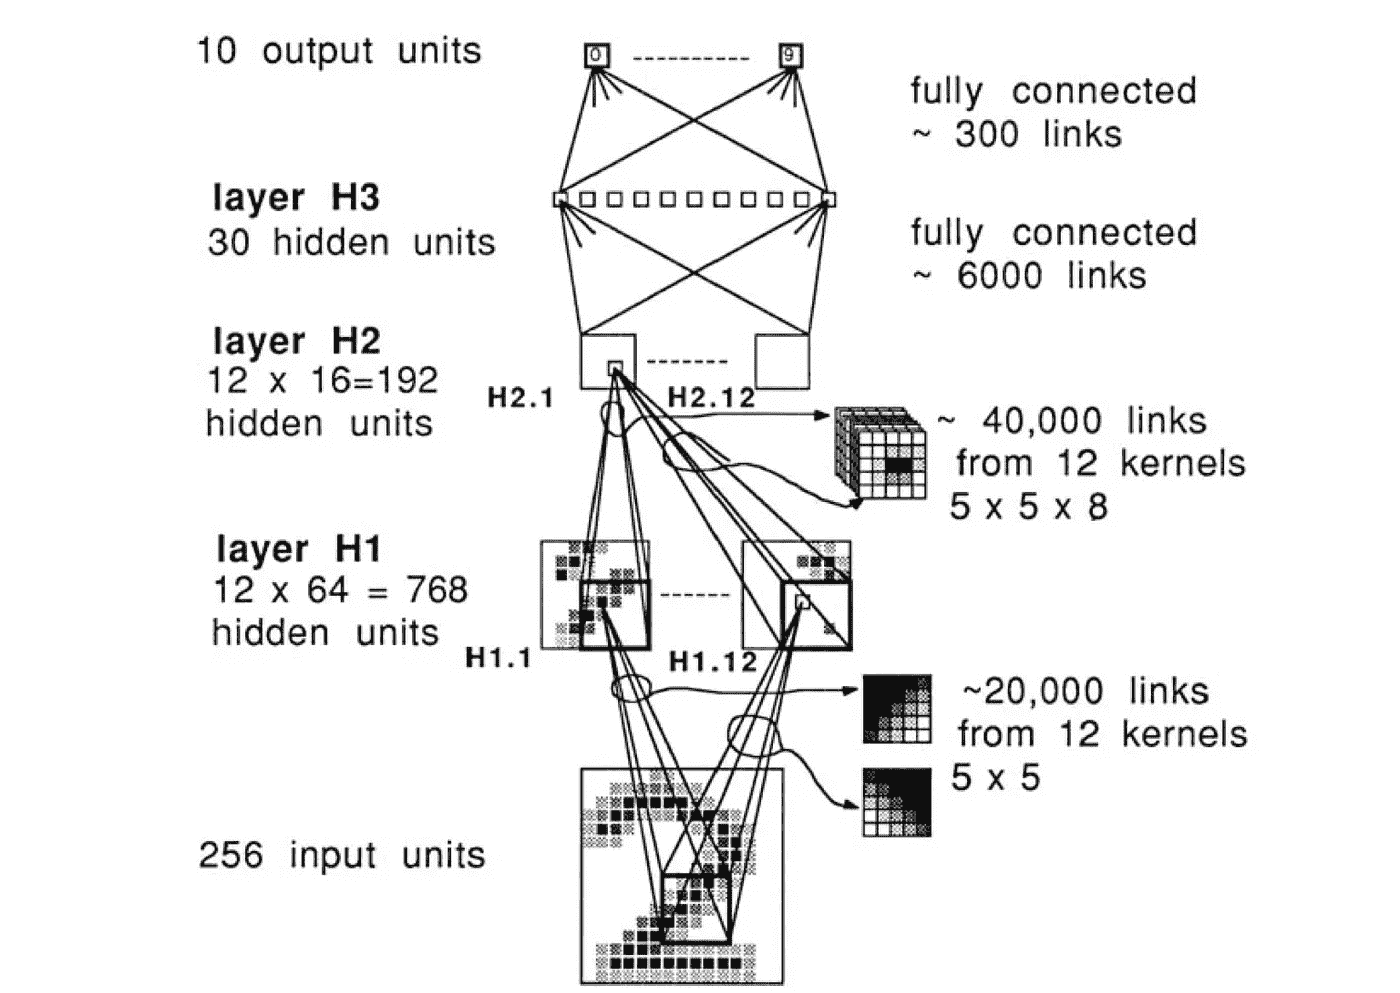 10 output units
0
9
fully connected
~ 300 links
layer H3
30 hidden units
fully connected
~ 6000 links
layer H2
12 x 16=192
hidden units
H2.1
H2.12
~ 40,000 links
from 12 kernels
5 x 5 x 8
layer H1
12 x 64 = 768
hidden units
H1.1
H1.12
~20,000 links
from 12 kernels
5 x 5
256 input units